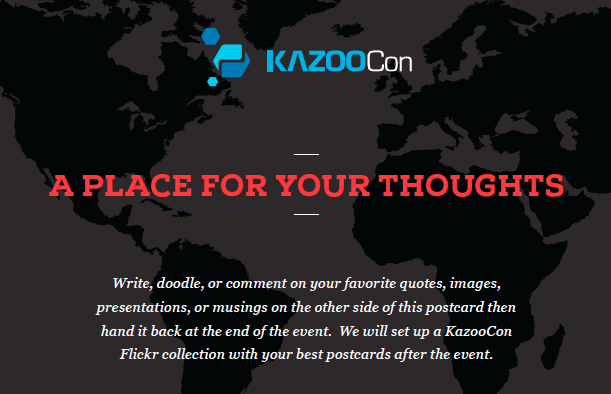 KAZOOCon
A PLACE FOR YOUR THOUGHTS
Write, doodle, or comment on your favorite quotes, images,
presentations, or musings on the other side of this postcard then
hand it back at the end of the event. We will set up a KazooCon
Flickr collection with your best postcards after the event.